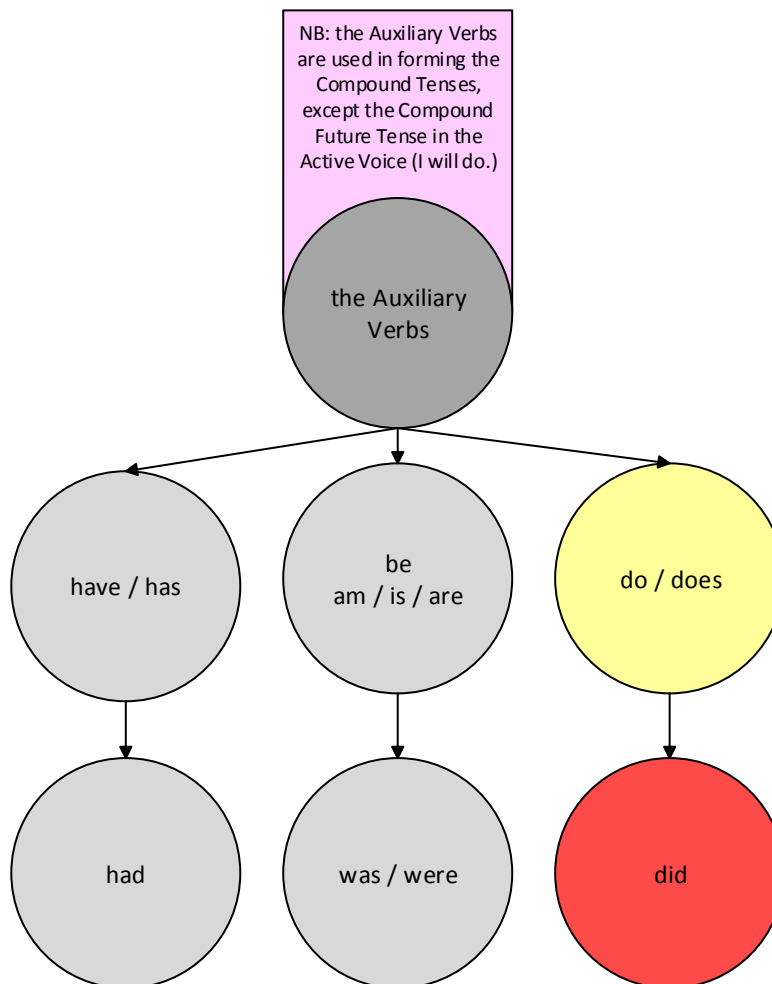 NB: the Auxiliary Verbs
are used in forming the
Compound Tenses,
except the Compound
Future Tense in the
Active Voice (I will do.)
the Auxiliary
Verbs
have / has
be
am / is / are
do / does
had
was / were
did